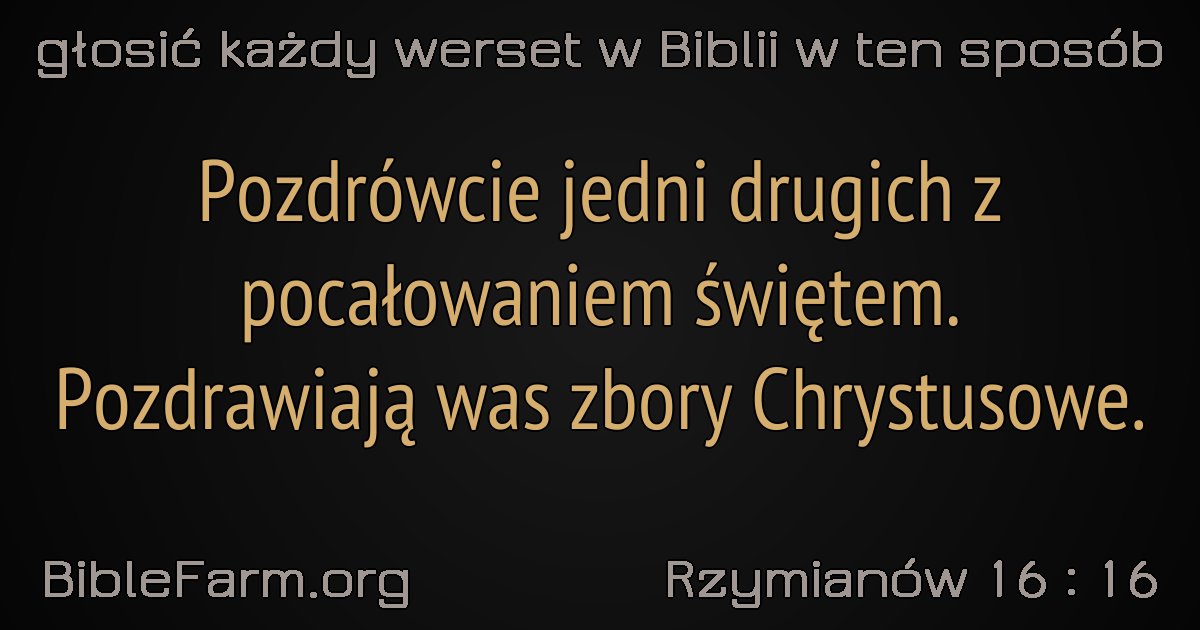 głosić każdy werset w Biblii w ten sposób
Pozdrówcie jedni drugich z
pocałowaniem świętem.
Pozdrawiają was zbory Chrystusowe.
BibleFarm.org
Rzymianów 16 : 16